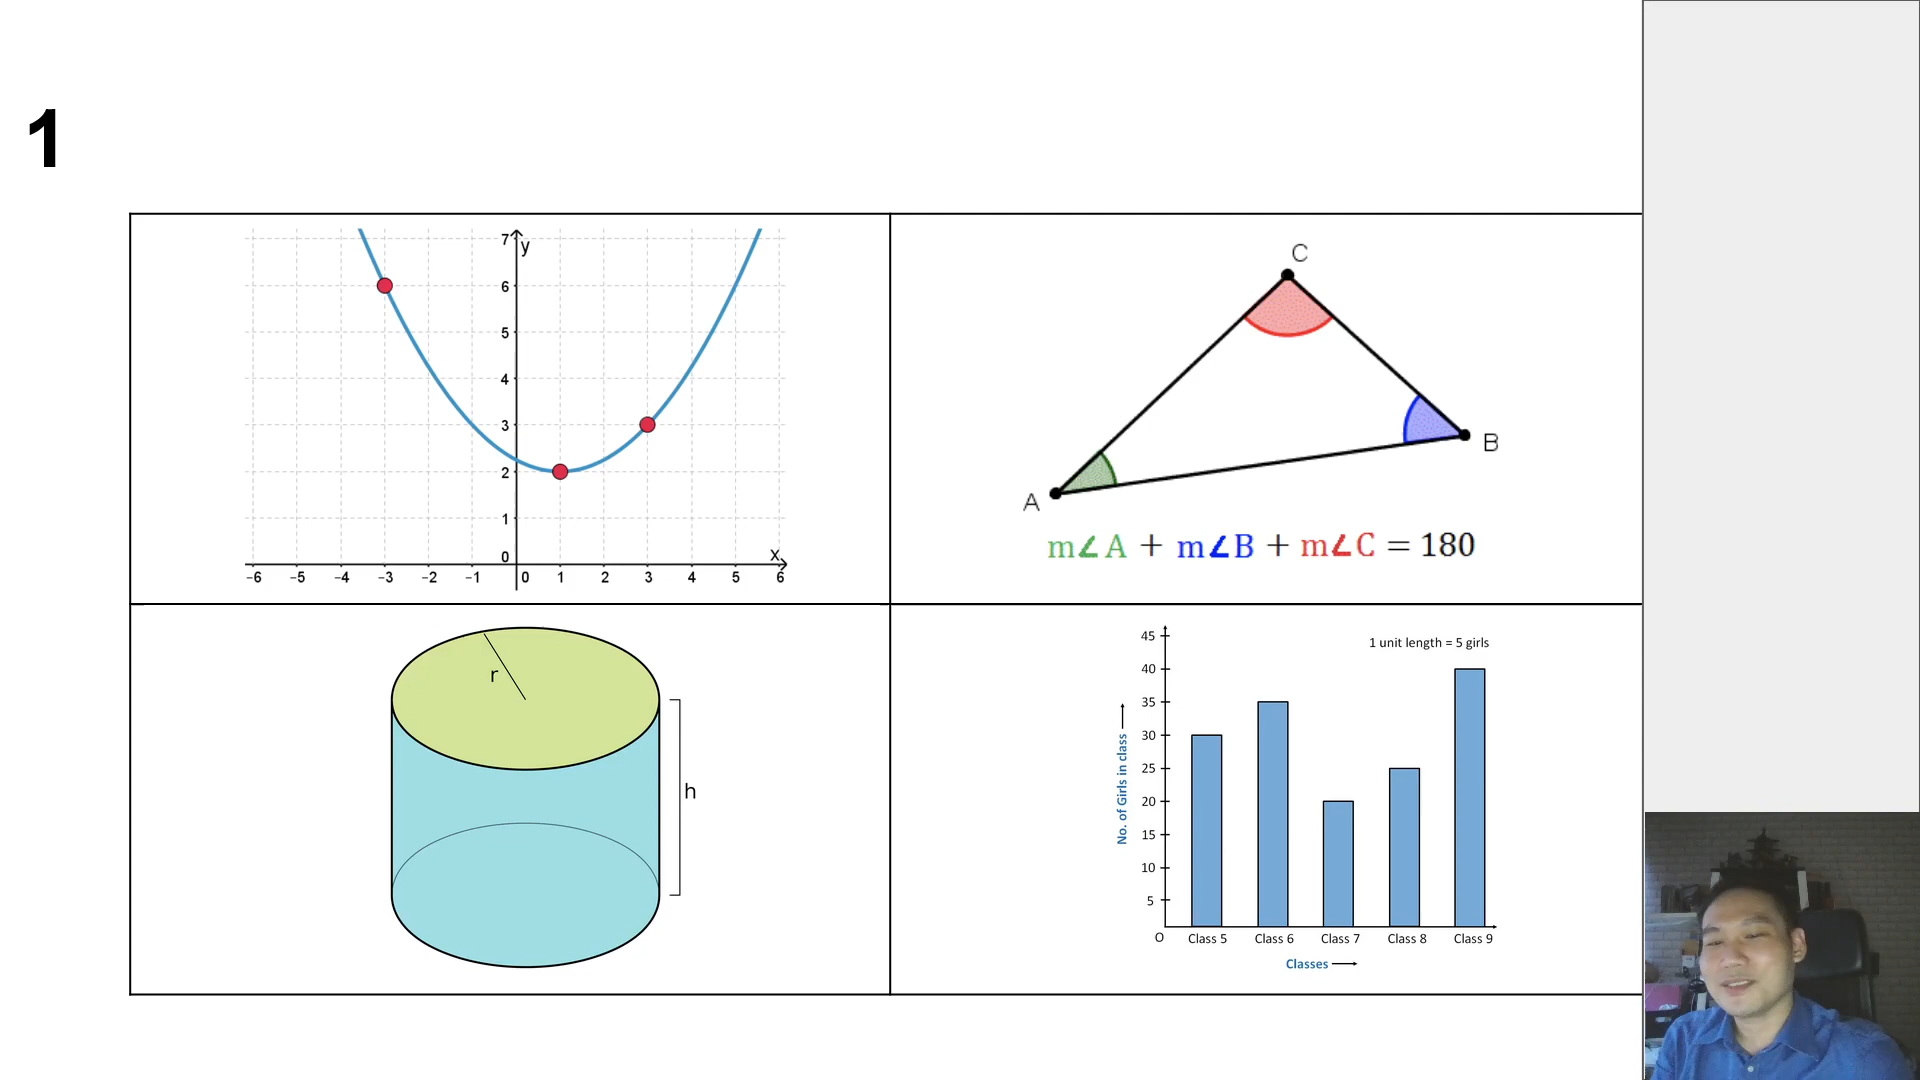 1
7
y
6
5
4
3
2
1
0
x
−6 −5 −4 −3 −2 −1 0 1 2 3 4 5 6
C
B
A
m∠A + m∠B + m∠C = 180
r
h
1 unit length = 5 girls
45
40
35
30
25
20
15
10
5
O
No. of Girls in class
Class 5 Class 6 Class 7 Class 8 Class 9
Classes